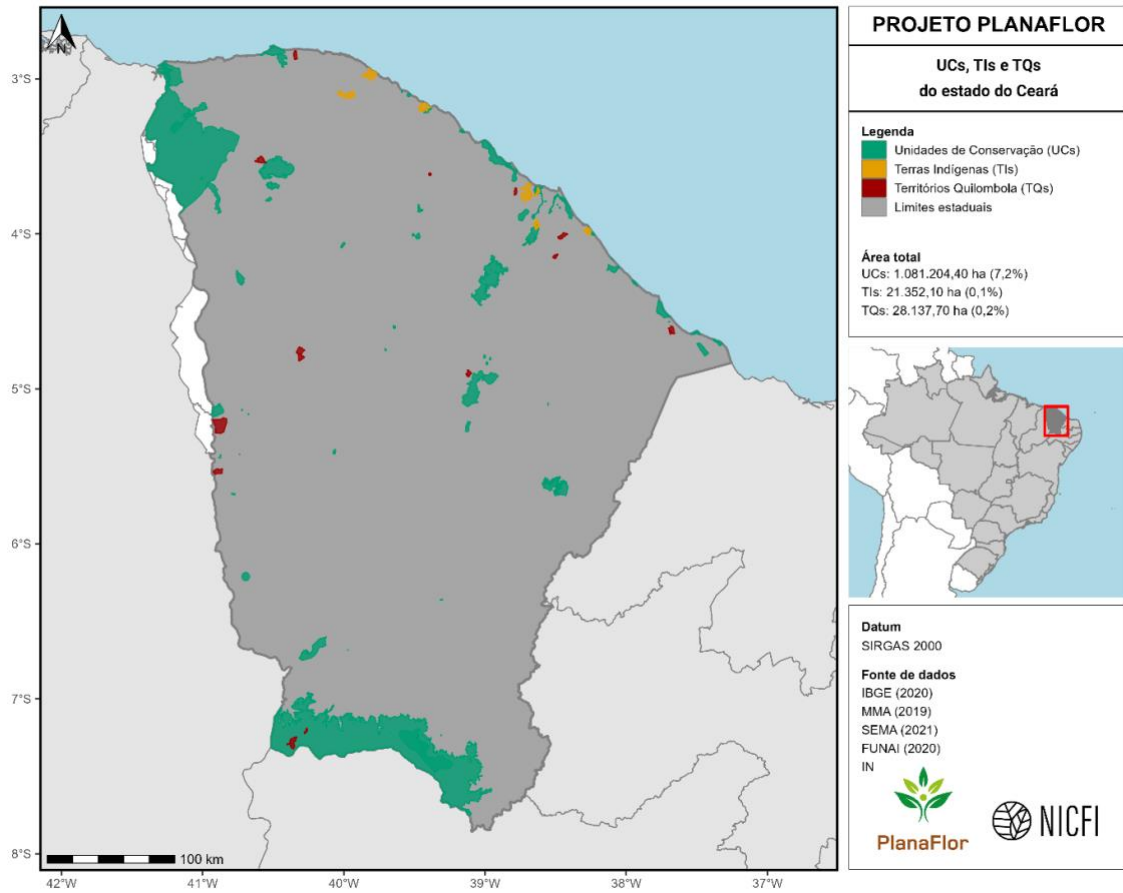 PROJETO PLANAFLOR
UCs, TIs e TQs
do estado do Ceará
Legenda
Unidades de Conservação (UCs)
Terras Indígenas (TIs)
Territórios Quilombola (TQs)
Limites estaduais
Área total
UCs: 1.081.204,40 ha (7,2%)
TIs: 21.352,10 ha (0,1%)
TQs: 28.137,70 ha (0,2%)
Datum
SIRGAS 2000
Fonte de dados
IBGE (2020)
MMA (2019)
SEMA (2021)
FUNAI (2020)
IN
PlanaFlor
NICFI
N
3°S
4°S
5°S
6°S
7°S
8°S
100 km
42°W
41°W
40°W
39°W
38°W
37°W